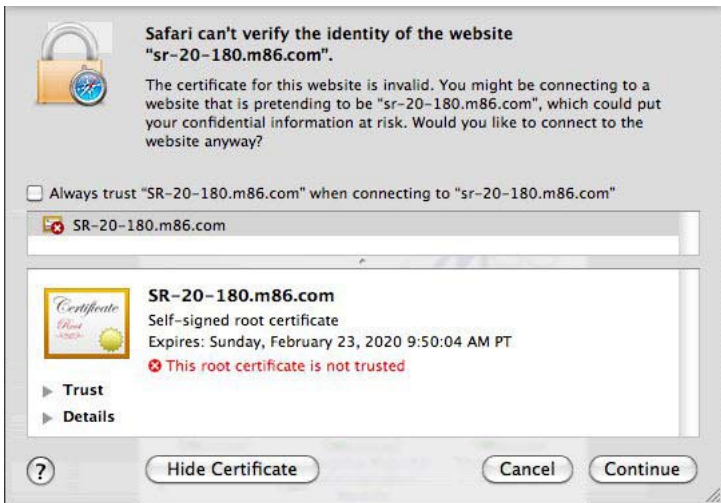 Safari can't verify the identity of the website
"sr-20-180.m86.com".
The certificate for this website is invalid. You might be connecting to a
website that is pretending to be "sr-20-180.m86.com", which could put
your confidential information at risk. Would you like to connect to the
website anyway?
Always trust "SR-20-180.m86.com" when connecting to "sr-20-180.m86.com"
SR-20-180.m86.com
Certificate
Root
SR-20-180.m86.com
Self-signed root certificate
Expires: Sunday, February 23, 2020 9:50:04 AM PT
This root certificate is not trusted
Trust
Details
? Hide Certificate Cancel Continue